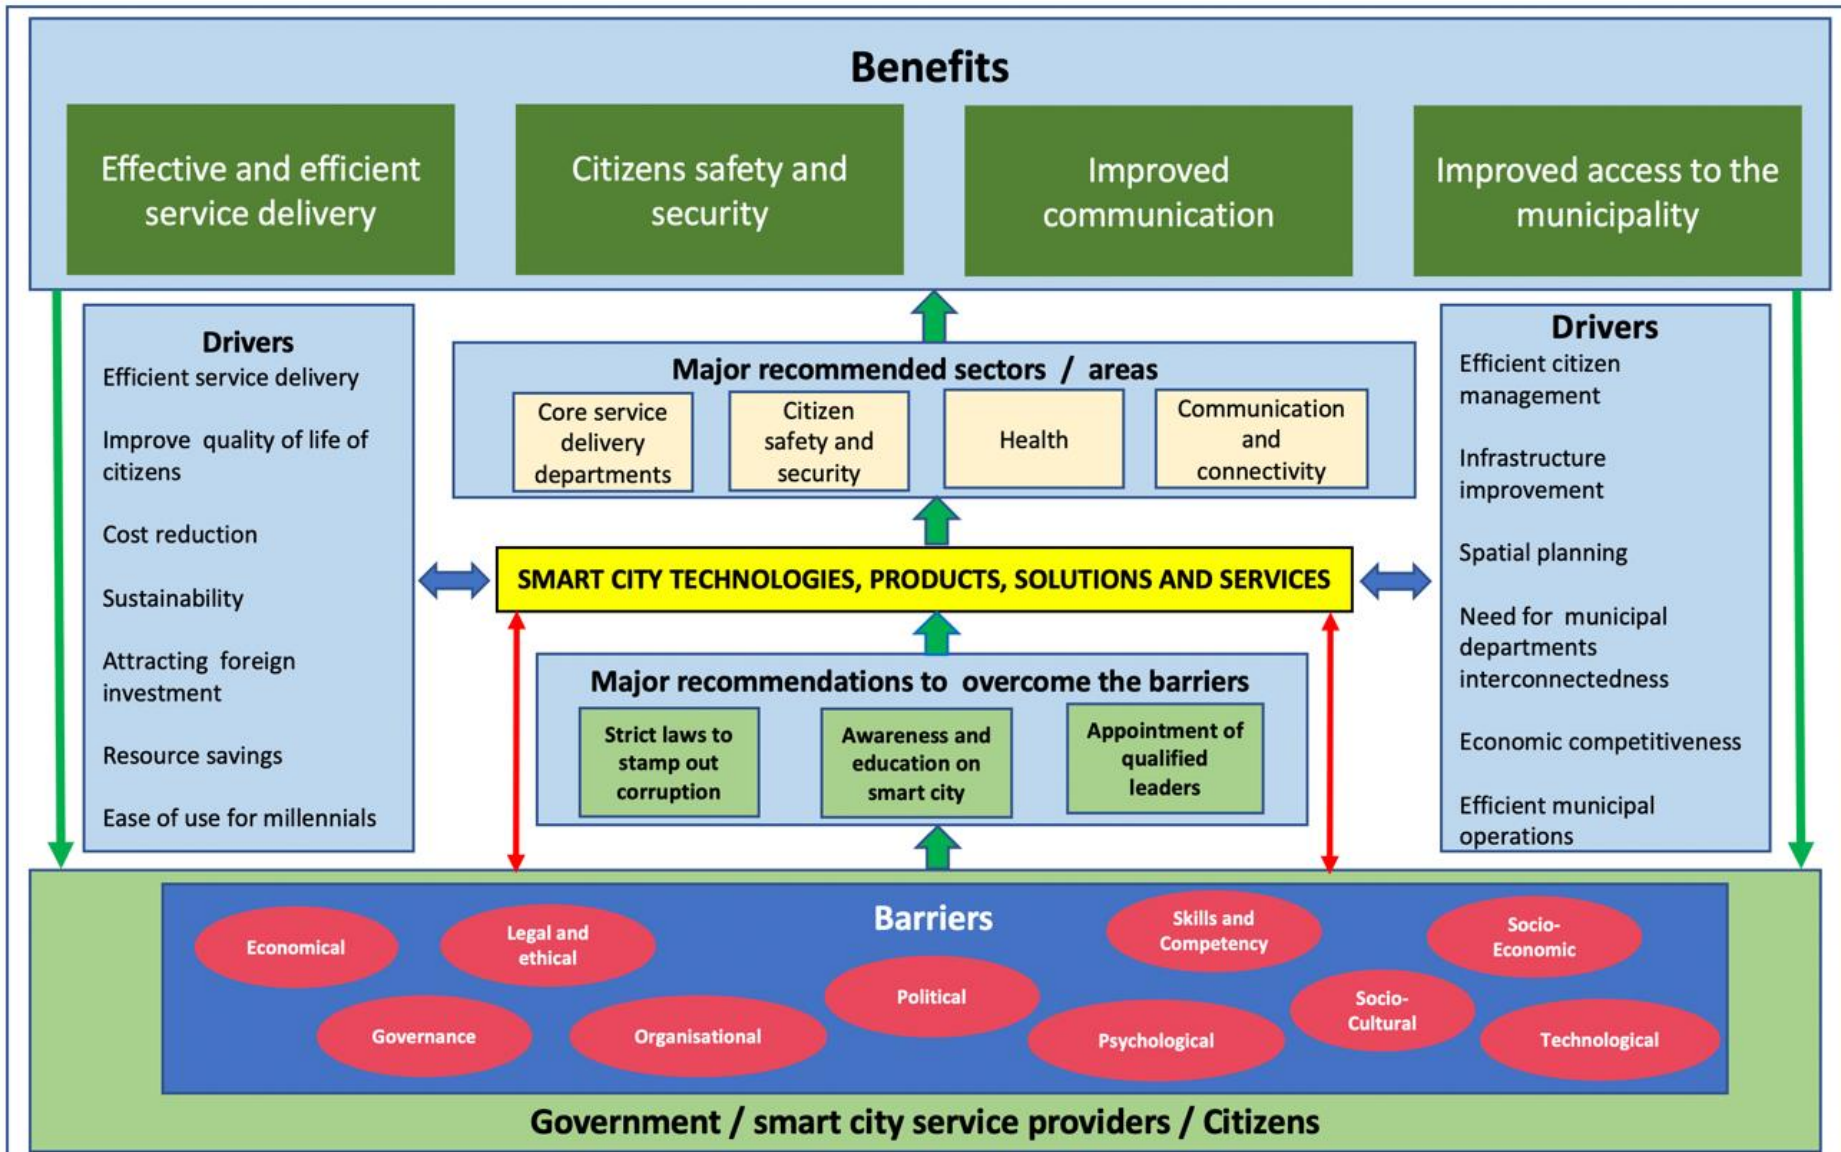 Benefits
Effective and efficient
service delivery
Citizens safety and
security
Improved
communication
Improved access to the
municipality
Drivers
Efficient service delivery
Improve quality of life of
citizens
Cost reduction
Sustainability
Attracting foreign
investment
Resource savings
Ease of use for millennials
Major recommended sectors / areas
Core service
delivery
departments
Citizen
safety and
security
Health
Communication
and
connectivity
SMART CITY TECHNOLOGIES, PRODUCTS, SOLUTIONS AND SERVICES
Major recommendations to overcome the barriers
Strict laws to
stamp out
corruption
Awareness and
education on
smart city
Appointment of
qualified
leaders
Drivers
Efficient citizen
management
Infrastructure
improvement
Spatial planning
Need for municipal
departments
interconnectedness
Economic competitiveness
Efficient municipal
operations
Barriers
Economical
Legal and
ethical
Skills and
Competency
Socio-
Economic
Governance
Organisational
Political
Psychological
Socio-
Cultural
Technological
Government / smart city service providers / Citizens